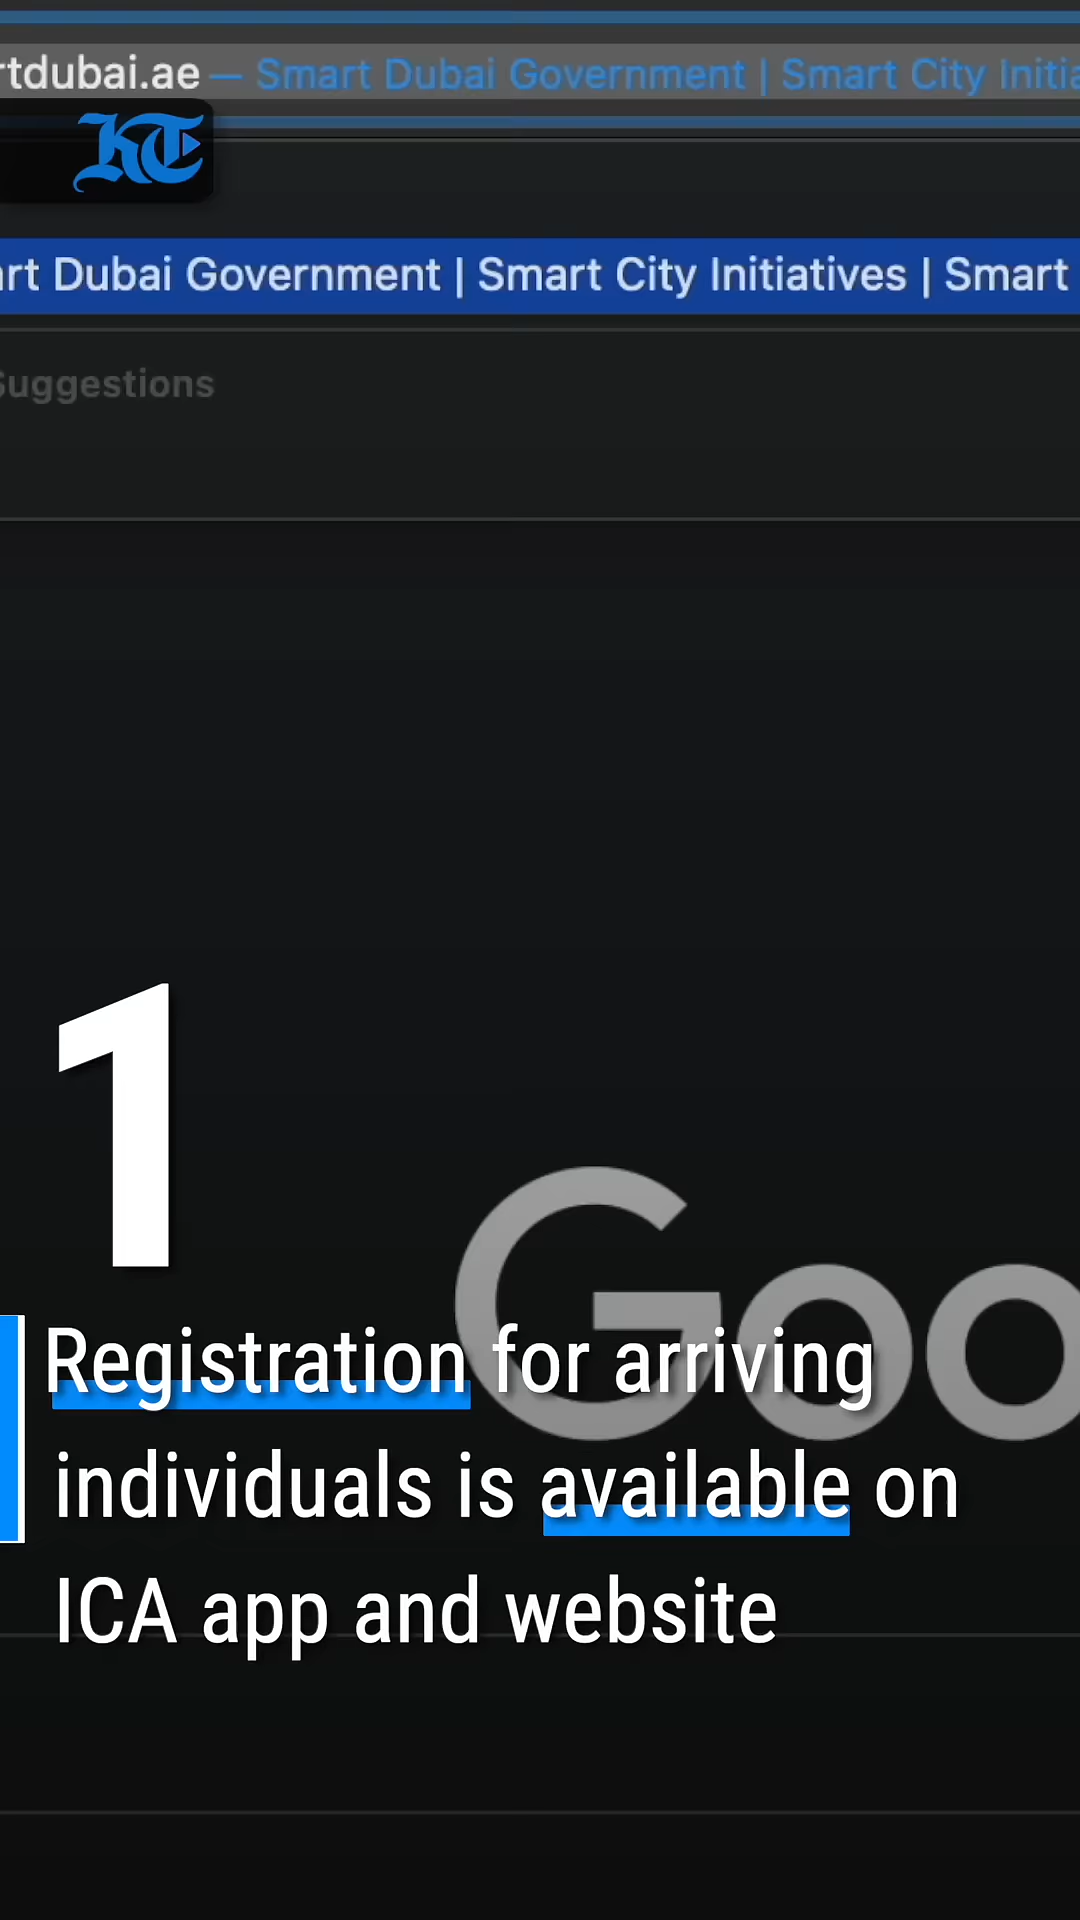 rtdubai.ae — Smart Dubai Government | Smart City Initia
KT
rt Dubai Government | Smart City Initiatives | Smart
Suggestions
1
Goo
Registration for arriving
individuals is available on
ICA app and website